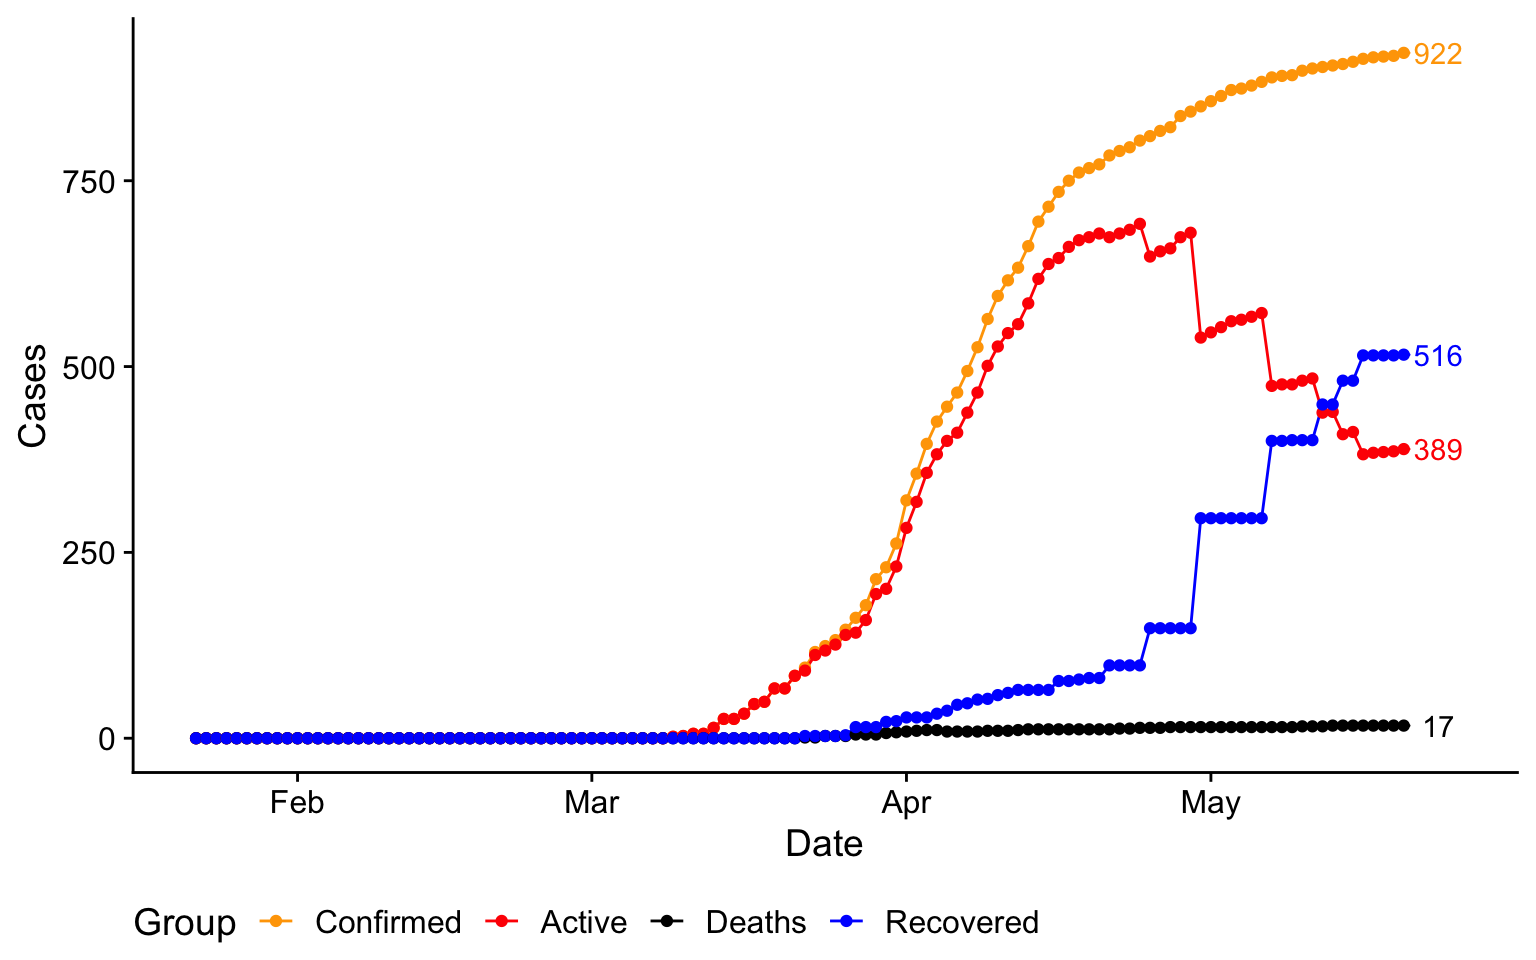 922
750
500
516
389
250
0
17
Cases
Feb Mar Apr May
Date
Group Confirmed Active Deaths Recovered